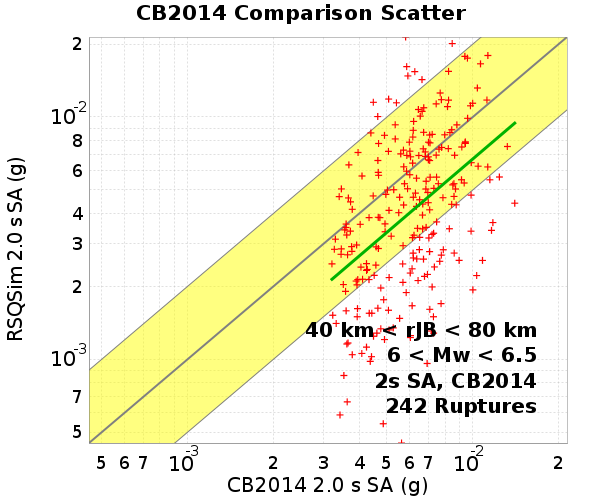 CB2014 Comparison Scatter
RSQSim 2.0 s SA (g)
2
10-2
8
6
4
3
2
10-3
7
5
40 km < rJB < 80 km
6 < Mw < 6.5
2s SA, CB2014
242 Ruptures
5 6 7 10-3 2 3 4 5 6 7 10-2 2
CB2014 2.0 s SA (g)